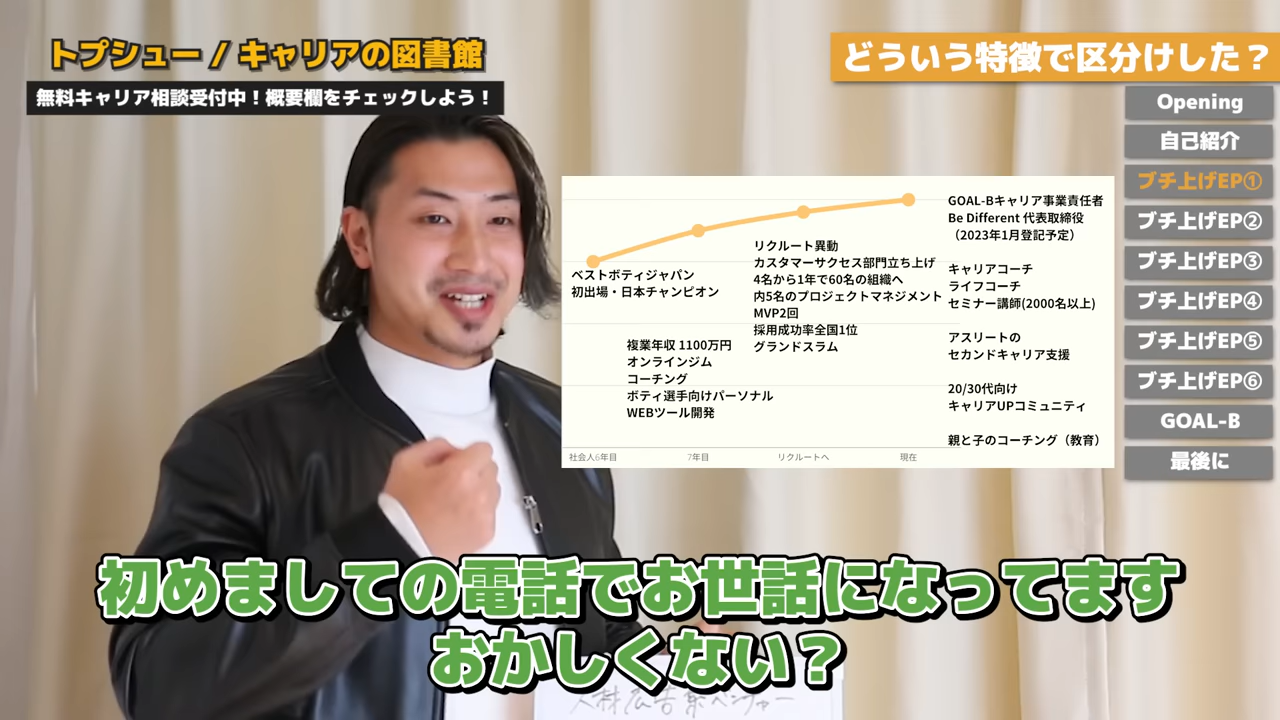 トプシュー / キャリアの図書館
無料キャリア相談受付中！概要欄をチェックしよう！
どういう特徴で区分けした？
Opening
自己紹介
ブチ上げEP①
ブチ上げEP②
ブチ上げEP③
ブチ上げEP④
ブチ上げEP⑤
ブチ上げEP⑥
GOAL-B
最後に
ベストボティジャパン
初出場・日本チャンピオン
複業年収 1100万円
オンラインジム
コーチング
ボティ選手向けパーソナル
WEBツール開発
リクルート異動
カスタマーサクセス部門立ち上げ
4名から1年で60名の組織へ
内5名のプロジェクトマネジメント
MVP2回
採用成功率全国1位
グランドスラム
GOAL-Bキャリア事業責任者
Be Different 代表取締役
（2023年1月登記予定）
キャリアコーチ
ライフコーチ
セミナー講師(2000名以上)
アスリートの
セカンドキャリア支援
20/30代向け
キャリアUPコミュニティ
親と子のコーチング（教育）
社会人6年目
7年目
リクルートへ
現在
初めましての電話でお世話になってます
おかしくない？
人材広告系ベンチャー